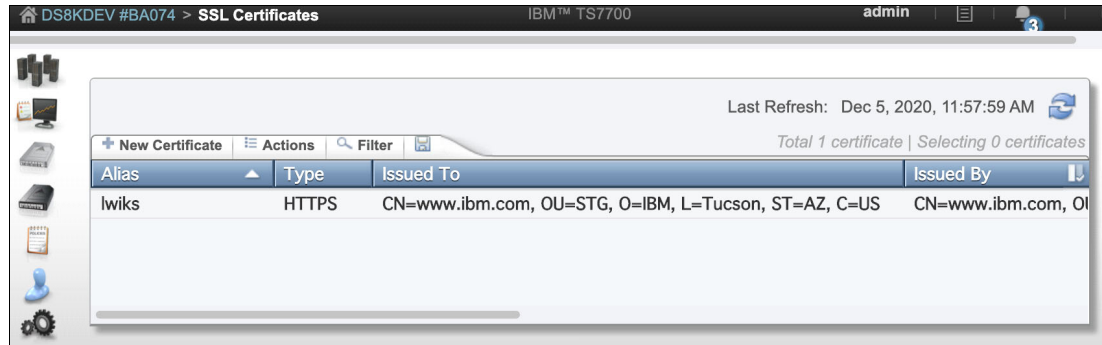 DS8KDEV #BA074 > SSL Certificates IBM™ TS7700 admin 3
Last Refresh: Dec 5, 2020, 11:57:59 AM
New Certificate Actions Filter Total 1 certificate | Selecting 0 certificates
Alias Type Issued To Issued By
lwiks HTTPS CN=www.ibm.com, OU=STG, O=IBM, L=Tucson, ST=AZ, C=US CN=www.ibm.com,